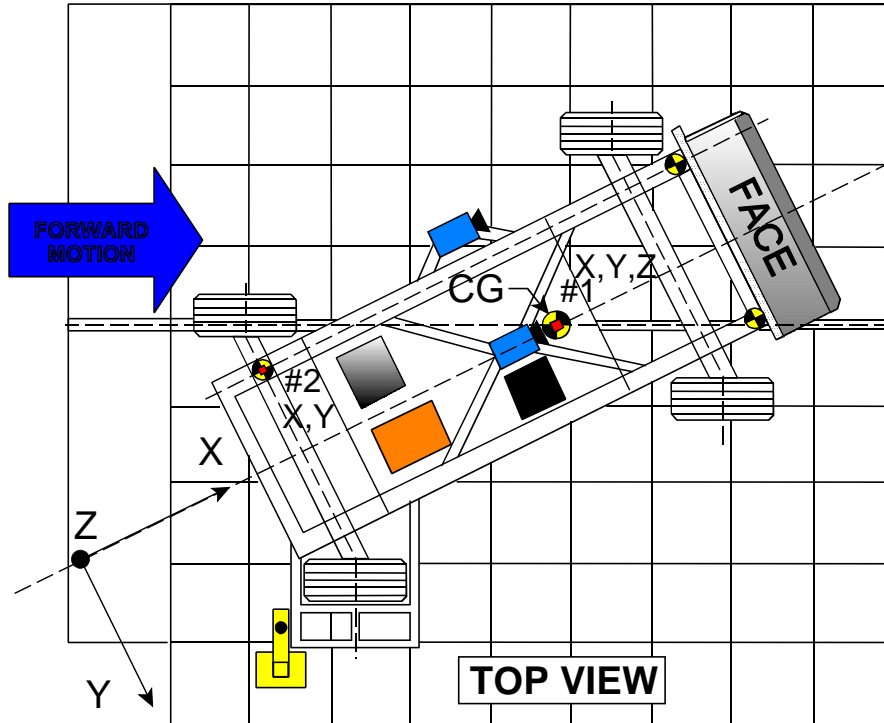 FACE
FORWARD
MOTION
X,Y,Z
CG
#1
#2
X,Y
X
Z
Y
TOP VIEW